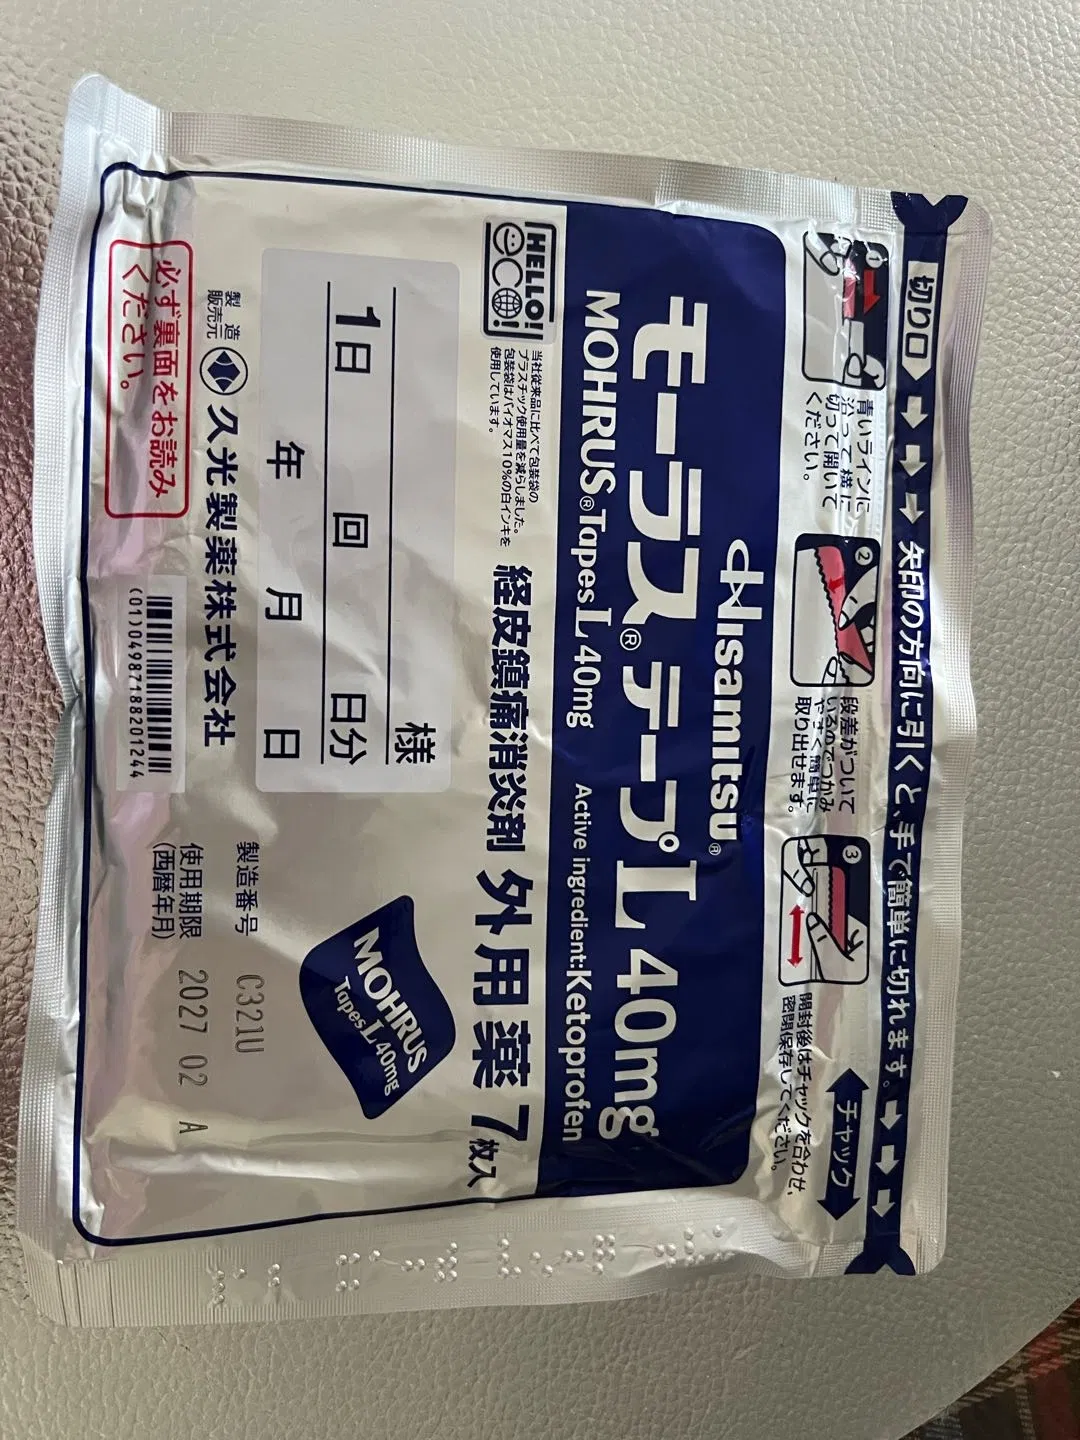 切り口
矢印の方向に引くと、手で簡単に切れます。
1
青いラインに
沿って横に
切って開いて
ください。
2
段差がついて
いるのでつかみ
やすく簡単に
取り出せます。
3
開封後はチャックを合わせ、
密閉保存してください。
チャック
Hisamitsu®
モーラス®テープL40mg
MOHRUS®Tapes L 40mg Active ingredient:Ketoprofen
HELLO!
eco!
当社従来品に比べて包装袋の
プラスチック使用量を減らしました。
包装袋はバイオマス10%の白インキを
使用しています。
経皮鎮痛消炎剤 外用薬 7枚入
様
1日 回 日分
年 月 日
MOHRUS
Tapes L 40mg
製造
販売元
久光製薬株式会社
製造番号 C321U
使用期限 2027 02 A
(西暦年月)
必ず裏面をお読み
ください。
(01)04987188201244